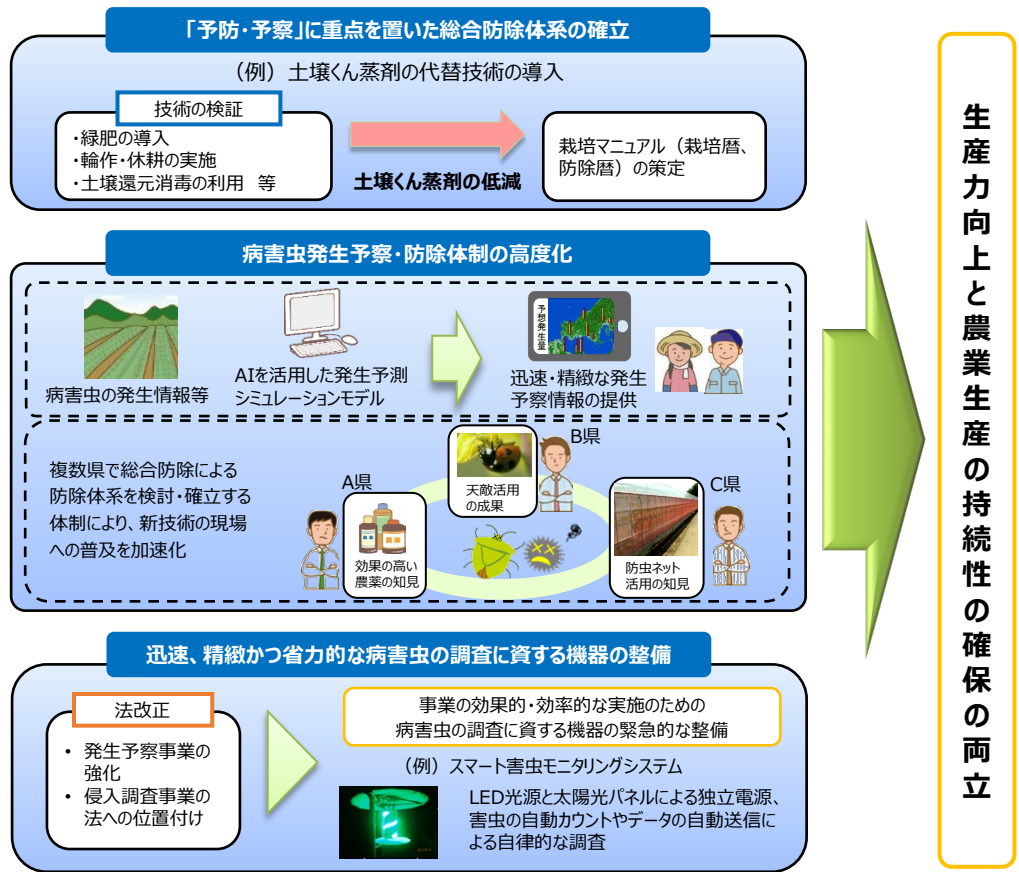 「予防・予察」に重点を置いた総合防除体系の確立
（例）土壌くん蒸剤の代替技術の導入
技術の検証
・緑肥の導入
・輪作・休耕の実施
・土壌還元消毒の利用　等
土壌くん蒸剤の低減
栽培マニュアル（栽培暦、
防除暦）の策定
病害虫発生予察・防除体制の高度化
病害虫の発生情報等
AIを活用した発生予測
シミュレーションモデル
予想発生量
迅速・精緻な発生
予察情報の提供
複数県で総合防除による
防除体系を検討・確立する
体制により、新技術の現場
への普及を加速化
A県
効果の高い
農薬の知見
B県
天敵活用
の成果
C県
防虫ネット
活用の知見
迅速、精緻かつ省力的な病害虫の調査に資する機器の整備
法改正
• 発生予察事業の
強化
• 侵入調査事業の
法への位置付け
事業の効果的・効率的な実施のための
病害虫の調査に資する機器の緊急的な整備
（例）スマート害虫モニタリングシステム
LED光源と太陽光パネルによる独立電源、
害虫の自動カウントやデータの自動送信に
よる自律的な調査
生産力向上と農業生産の持続性の確保の両立